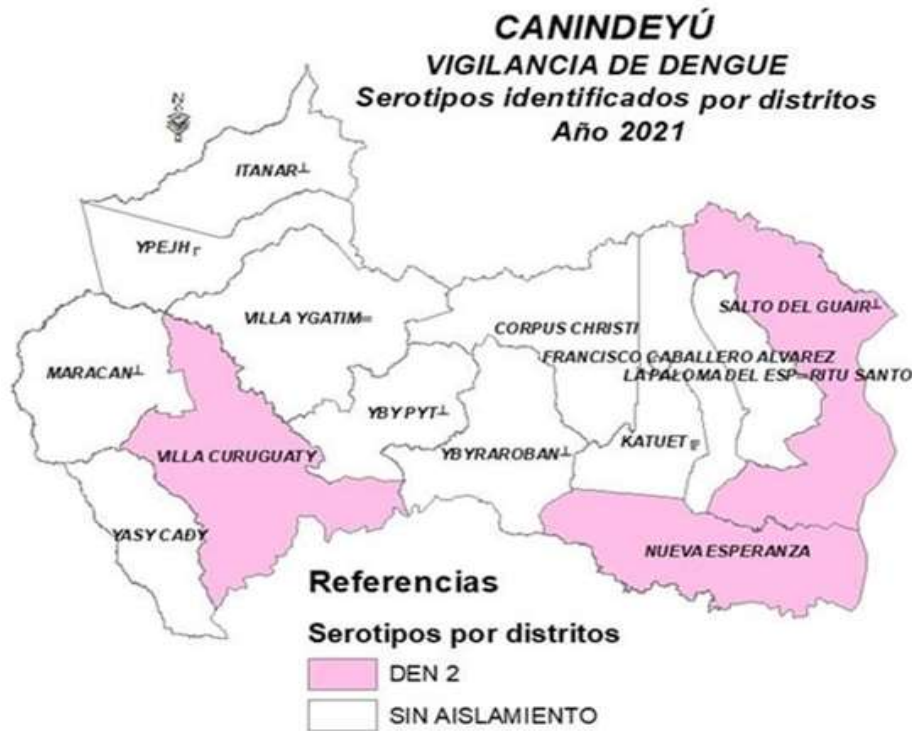 CANINDEYÚ
VIGILANCIA DE DENGUE
Serotipos identificados por distritos
Año 2021
N
ITANAR┴
YPEJH┌
VILLA YGATIM═
SALTO DEL GUAIR┴
CORPUS CHRISTI
FRANCISCO CABALLERO ALVAREZ
LA PALOMA DEL ESP═RITU SANTO
MARACAN┴
YBY PYT┴
KATUET╔
VILLA CURUGUATY
YBYRAROBAN┴
YASY CAÐY
NUEVA ESPERANZA
Referencias
Serotipos por distritos
DEN 2
SIN AISLAMIENTO